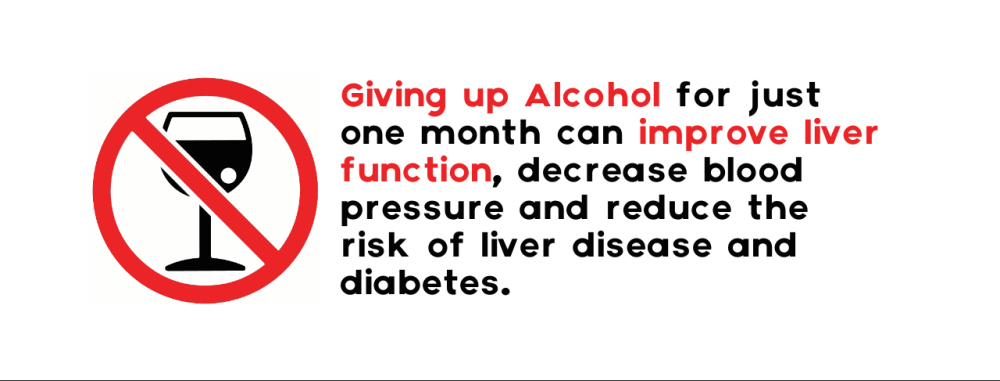 Giving up Alcohol for just
one month can improve liver
function, decrease blood
pressure and reduce the
risk of liver disease and
diabetes.